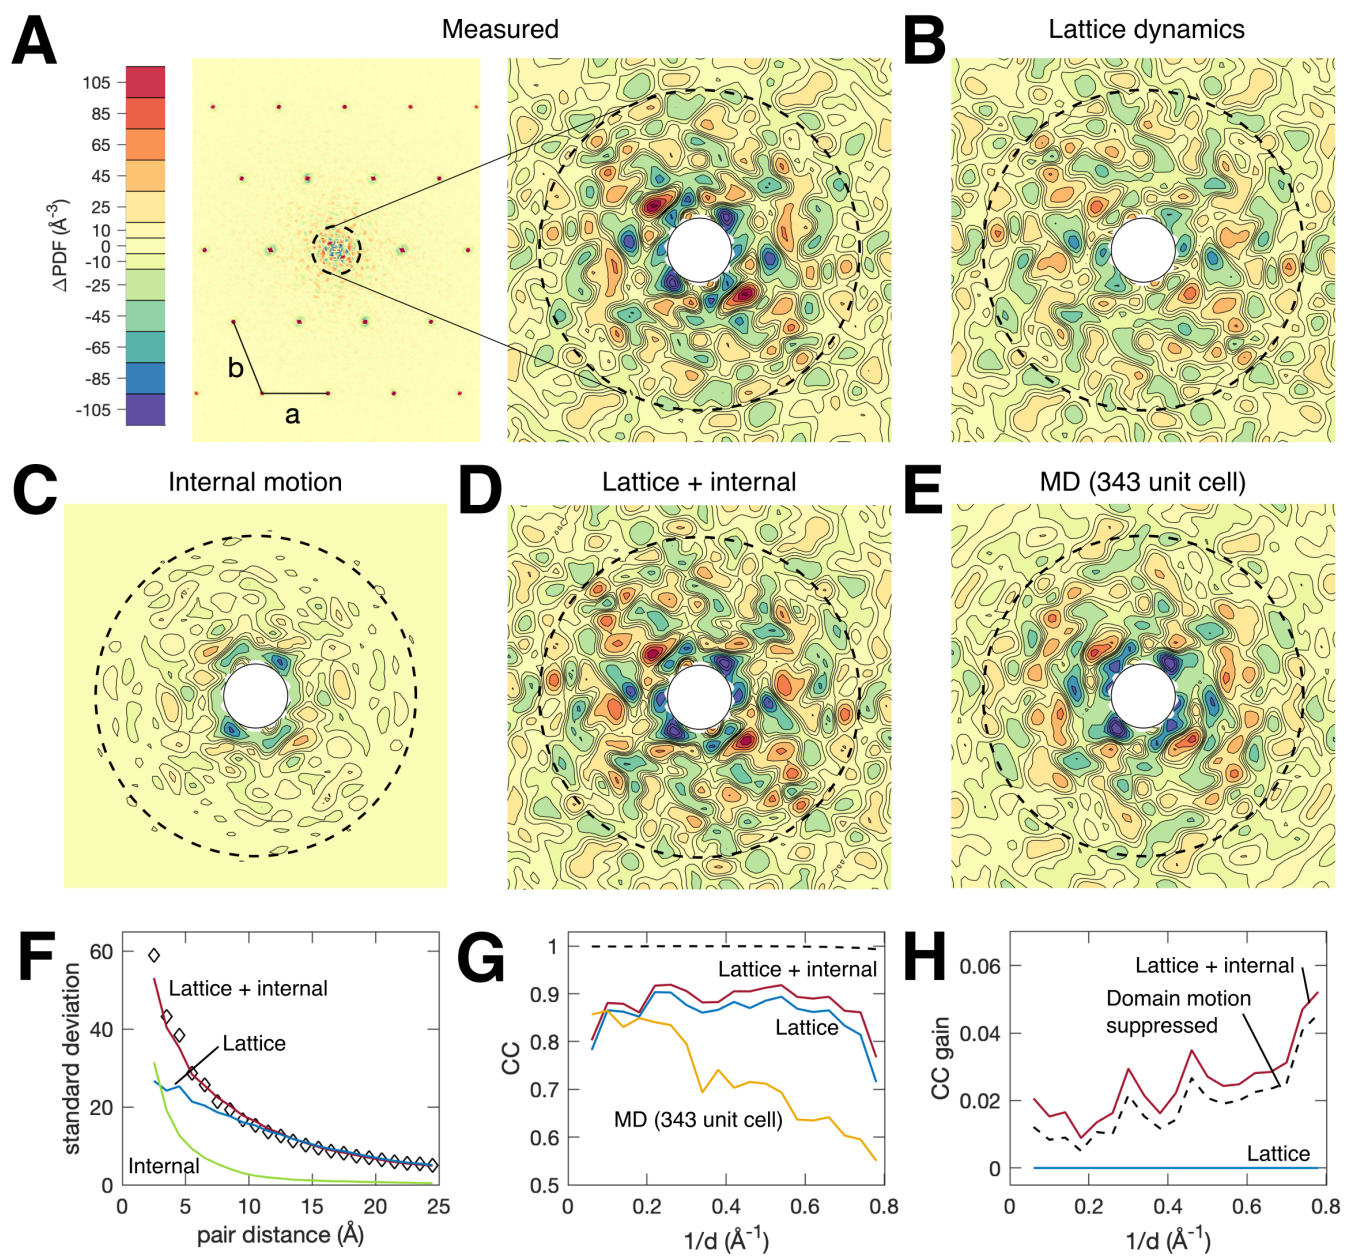 A
Measured
B
Lattice dynamics
105
85
65
45
25
10
0
-10
-25
-45
-65
-85
-105
ΔPDF (Å⁻³)
b
a
C
Internal motion
D
Lattice + internal
E
MD (343 unit cell)
F
60
40
20
0
standard deviation
Lattice + internal
Lattice
Internal
0
5
10
15
20
25
pair distance (Å)
G
1
0.9
0.8
0.7
0.6
0.5
CC
Lattice + internal
Lattice
MD (343 unit cell)
0
0.2
0.4
0.6
0.8
1/d (Å⁻¹)
H
0.06
0.04
0.02
0
CC gain
Lattice + internal
Domain motion
suppressed
Lattice
0
0.2
0.4
0.6
0.8
1/d (Å⁻¹)